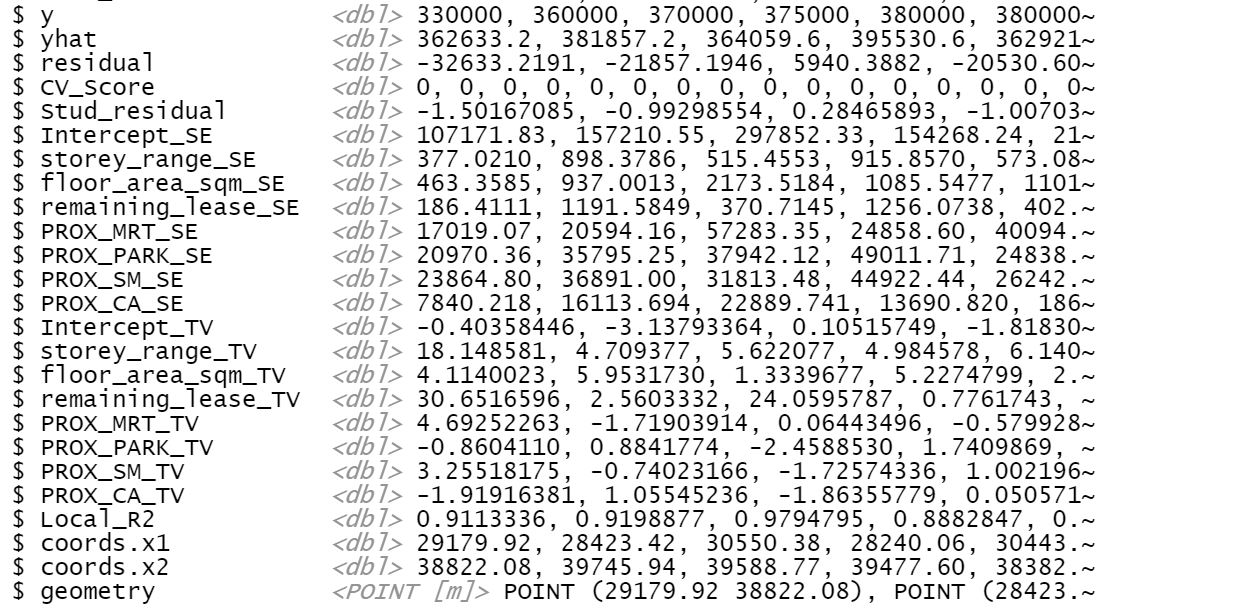 $ y <dbl> 330000, 360000, 370000, 375000, 380000, 380000~
$ yhat <dbl> 362633.2, 381857.2, 364059.6, 395530.6, 362921~
$ residual <dbl> -32633.2191, -21857.1946, 5940.3882, -20530.60~
$ CV_Score <dbl> 0, 0, 0, 0, 0, 0, 0, 0, 0, 0, 0, 0, 0, 0, 0, 0~
$ Stud_residual <dbl> -1.50167085, -0.99298554, 0.28465893, -1.00703~
$ Intercept_SE <dbl> 107171.83, 157210.55, 297852.33, 154268.24, 21~
$ storey_range_SE <dbl> 377.0210, 898.3786, 515.4553, 915.8570, 573.08~
$ floor_area_sqm_SE <dbl> 463.3585, 937.0013, 2173.5184, 1085.5477, 1101~
$ remaining_lease_SE <dbl> 186.4111, 1191.5849, 370.7145, 1256.0738, 402.~
$ PROX_MRT_SE <dbl> 17019.07, 20594.16, 57283.35, 24858.60, 40094.~
$ PROX_PARK_SE <dbl> 20970.36, 35795.25, 37942.12, 49011.71, 24838.~
$ PROX_SM_SE <dbl> 23864.80, 36891.00, 31813.48, 44922.44, 26242.~
$ PROX_CA_SE <dbl> 7840.218, 16113.694, 22889.741, 13690.820, 186~
$ Intercept_TV <dbl> -0.40358446, -3.13793364, 0.10515749, -1.81830~
$ storey_range_TV <dbl> 18.148581, 4.709377, 5.622077, 4.984578, 6.140~
$ floor_area_sqm_TV <dbl> 4.1140023, 5.9531730, 1.3339677, 5.2274799, 2.~
$ remaining_lease_TV <dbl> 30.6516596, 2.5603332, 24.0595787, 0.7761743, ~
$ PROX_MRT_TV <dbl> 4.69252263, -1.71903914, 0.06443496, -0.579928~
$ PROX_PARK_TV <dbl> -0.8604110, 0.8841774, -2.4588530, 1.7409869, ~
$ PROX_SM_TV <dbl> 3.25518175, -0.74023166, -1.72574336, 1.002196~
$ PROX_CA_TV <dbl> -1.91916381, 1.05545236, -1.86355779, 0.050571~
$ Local_R2 <dbl> 0.9113336, 0.9198877, 0.9794795, 0.8882847, 0.~
$ coords.x1 <dbl> 29179.92, 28423.42, 30550.38, 28240.06, 30443.~
$ coords.x2 <dbl> 38822.08, 39745.94, 39588.77, 39477.60, 38382.~
$ geometry <POINT [m]> POINT (29179.92 38822.08), POINT (28423.~